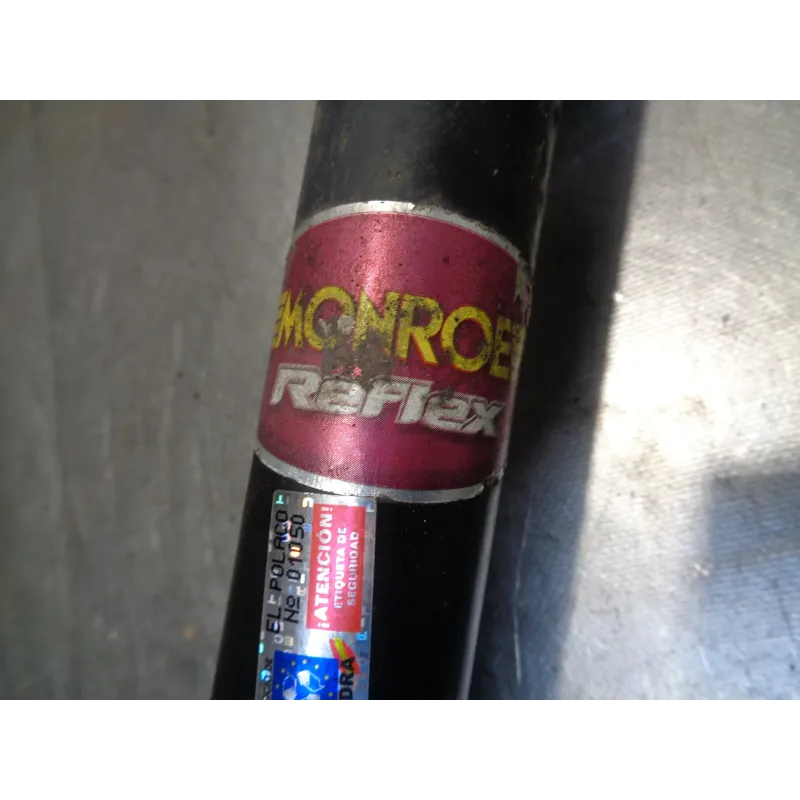 MONROE
Reflex
EL POLACO
Nº 01050
¡ATENCIÓN!
ETIQUETA DE
SEGURIDAD